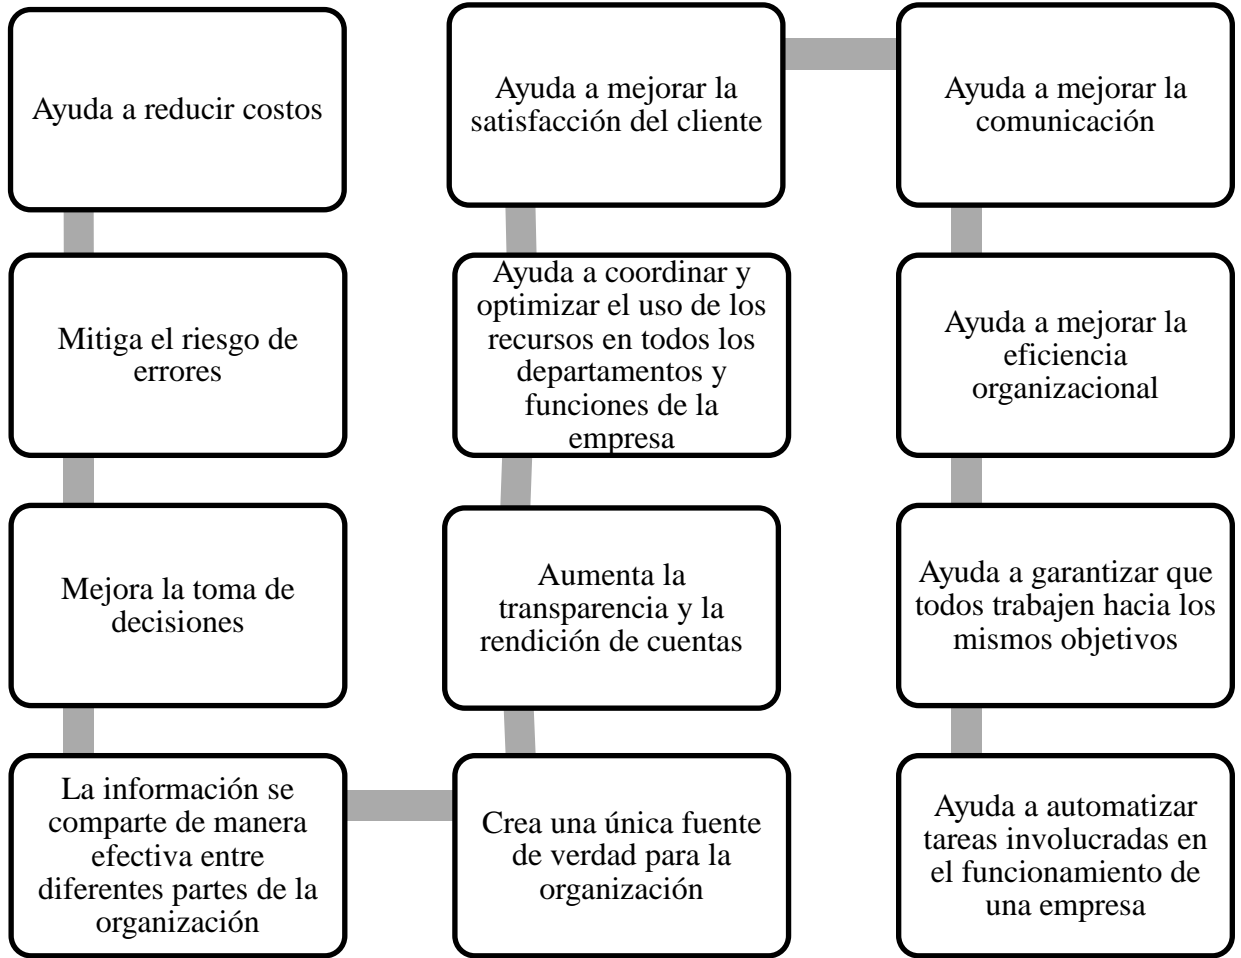 Ayuda a reducir costos
Mitiga el riesgo de
errores
Mejora la toma de
decisiones
La información se
comparte de manera
efectiva entre
diferentes partes de la
organización
Crea una única fuente
de verdad para la
organización
Aumenta la
transparencia y la
rendición de cuentas
Ayuda a coordinar y
optimizar el uso de los
recursos en todos los
departamentos y
funciones de la
empresa
Ayuda a mejorar la
satisfacción del cliente
Ayuda a mejorar la
comunicación
Ayuda a mejorar la
eficiencia
organizacional
Ayuda a garantizar que
todos trabajen hacia los
mismos objetivos
Ayuda a automatizar
tareas involucradas en
el funcionamiento de
una empresa